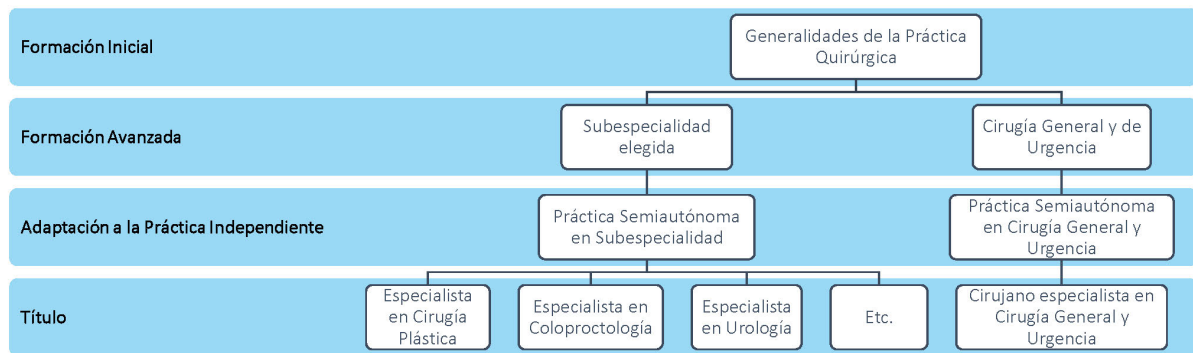 Formación Inicial
Generalidades de la Práctica
Quirúrgica
Formación Avanzada
Subespecialidad
elegida
Cirugía General y de
Urgencia
Adaptación a la Práctica Independiente
Práctica Semiautónoma
en Subespecialidad
Práctica Semiautónoma
en Cirugía General y
Urgencia
Título
Especialista
en Cirugía
Plástica
Especialista en
Coloproctología
Especialista
en Urología
Etc.
Cirujano especialista en
Cirugía General y
Urgencia